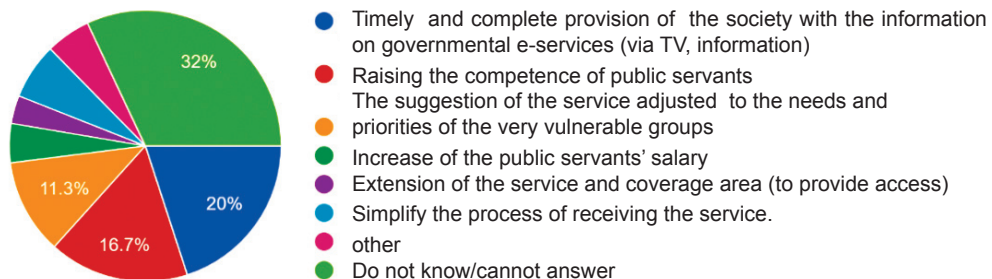 32%
20%
16.7%
11.3%
Timely and complete provision of the society with the information
on governmental e-services (via TV, information)
Raising the competence of public servants
The suggestion of the service adjusted to the needs and
priorities of the very vulnerable groups
Increase of the public servants' salary
Extension of the service and coverage area (to provide access)
Simplify the process of receiving the service.
other
Do not know/cannot answer